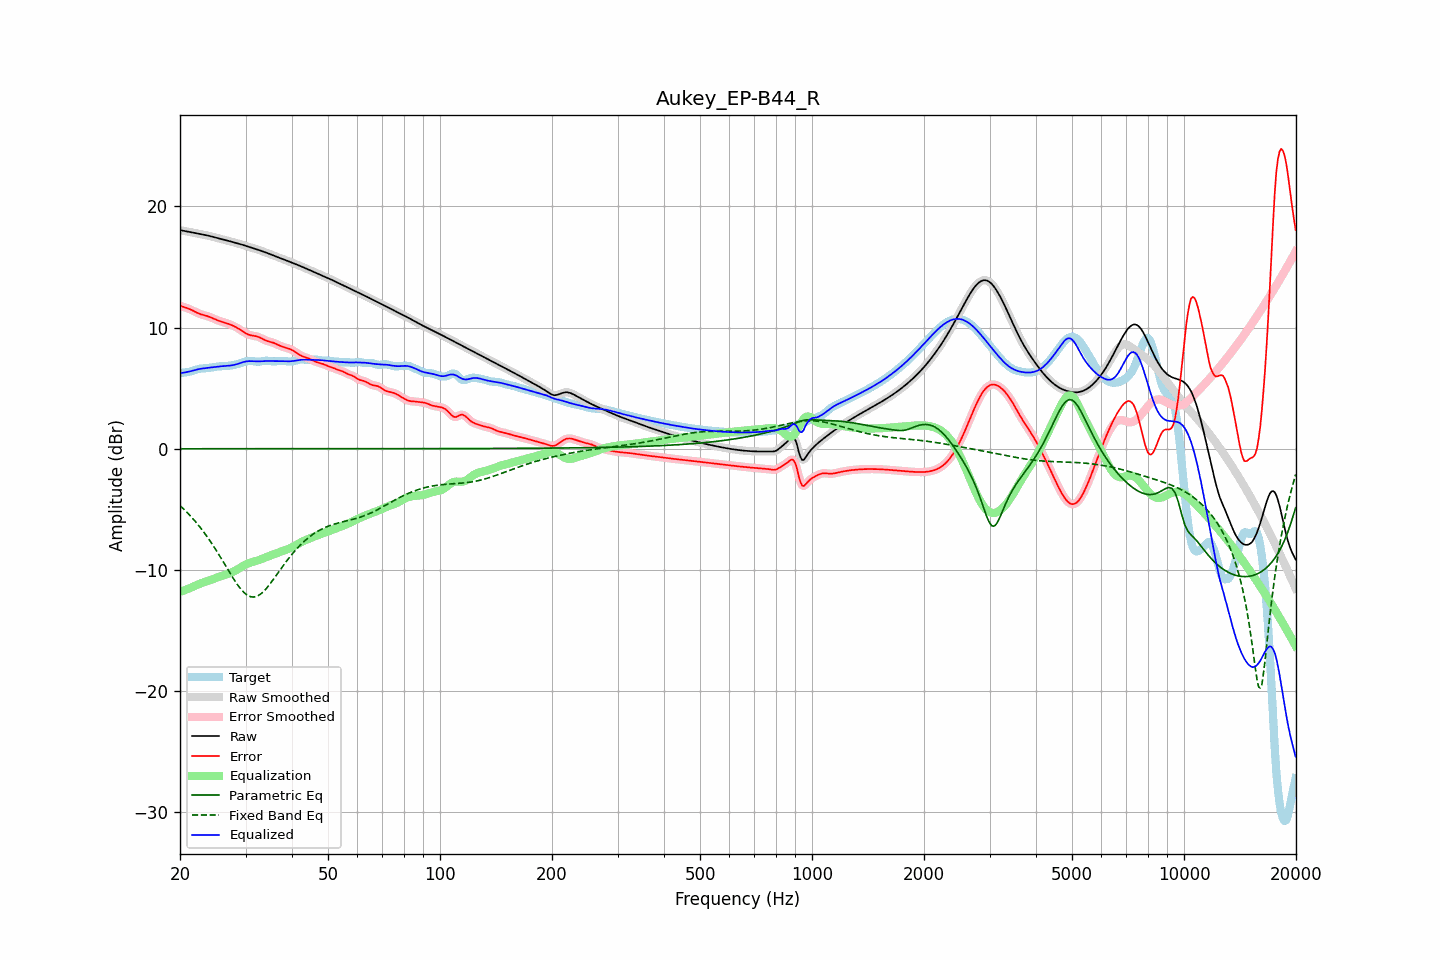 Aukey_EP-B44_R
Amplitude (dBr)
20
10
0
−10
−20
−30
Target
Raw Smoothed
Error Smoothed
Raw
Error
Equalization
Parametric Eq
Fixed Band Eq
Equalized
20 50 100 200 500 1000 2000 5000 10000 20000
Frequency (Hz)